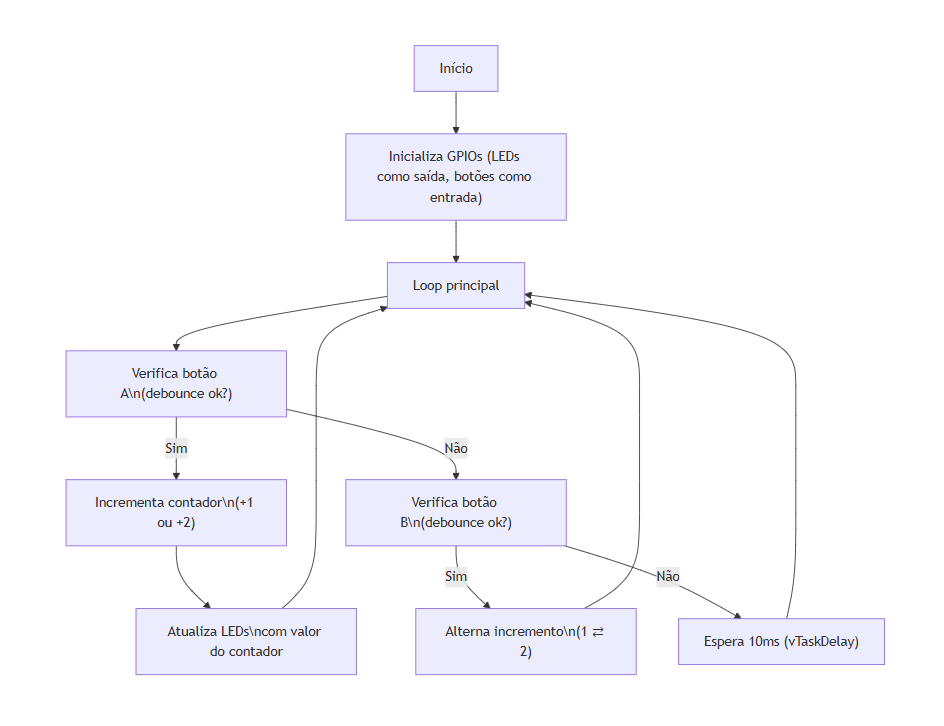 Início
Inicializa GPIOs (LEDs
como saída, botões como
entrada)
Loop principal
Verifica botão
A\n(debounce ok?)
Sim
Não
Incrementa contador\n(+1
ou +2)
Verifica botão
B\n(debounce ok?)
Sim
Não
Atualiza LEDs\ncom valor
do contador
Alterna incremento\n(1 ⇄
2)
Espera 10ms (vTaskDelay)